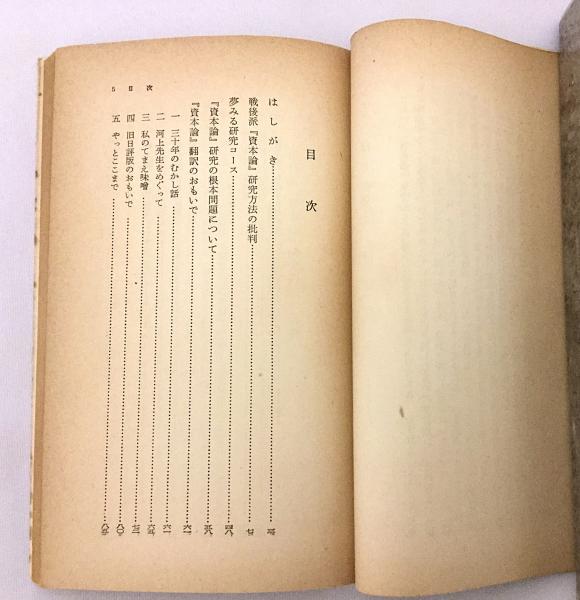 目次
はしがき
戦後派『資本論』研究方法の批判
夢みる研究コース
『資本論』研究の根本問題について
『資本論』翻訳のおもいで
一 三十年のむかし話
二 河上先生をめぐって
三 私のてまえ味噌
四 旧日評版のおもいで
五 やっとここまで
5 目次